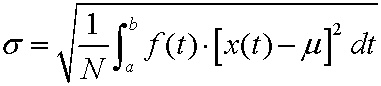 σ = √(1/N ∫ₐᵇ f(t)·[x(t) − μ]² dt)